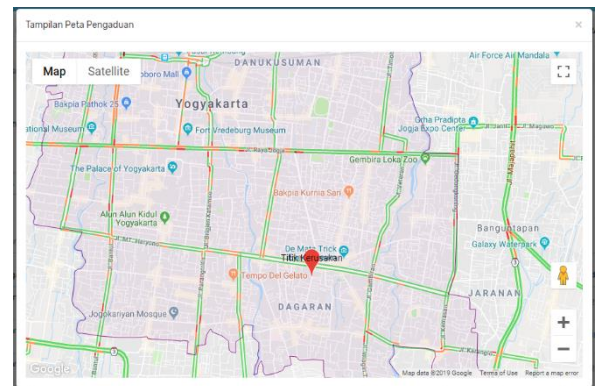 Tampilan Peta Pengaduan
×
Map Satellite
oboro Mall
DANUKUSUMAN
Air Force Air Mandala
Bakpia Pathok 25
Yogyakarta
ational Museum
Fort Vredeburg Museum
Grha Pradipta
Jogja Expo Center
Gembira Loka Zoo
The Palace of Yogyakarta
Bakpia Kurnia Sari
Alun Alun Kidul
Yogyakarta
Banguntapan
Galaxy Waterpark
De Mata Trick
Titik Kerusakan
Tempo Del Gelato
JARANAN
DAGARAN
Jogokariyan Mosque
+
−
Google
Map data ©2019 Google Terms of Use Report a map error